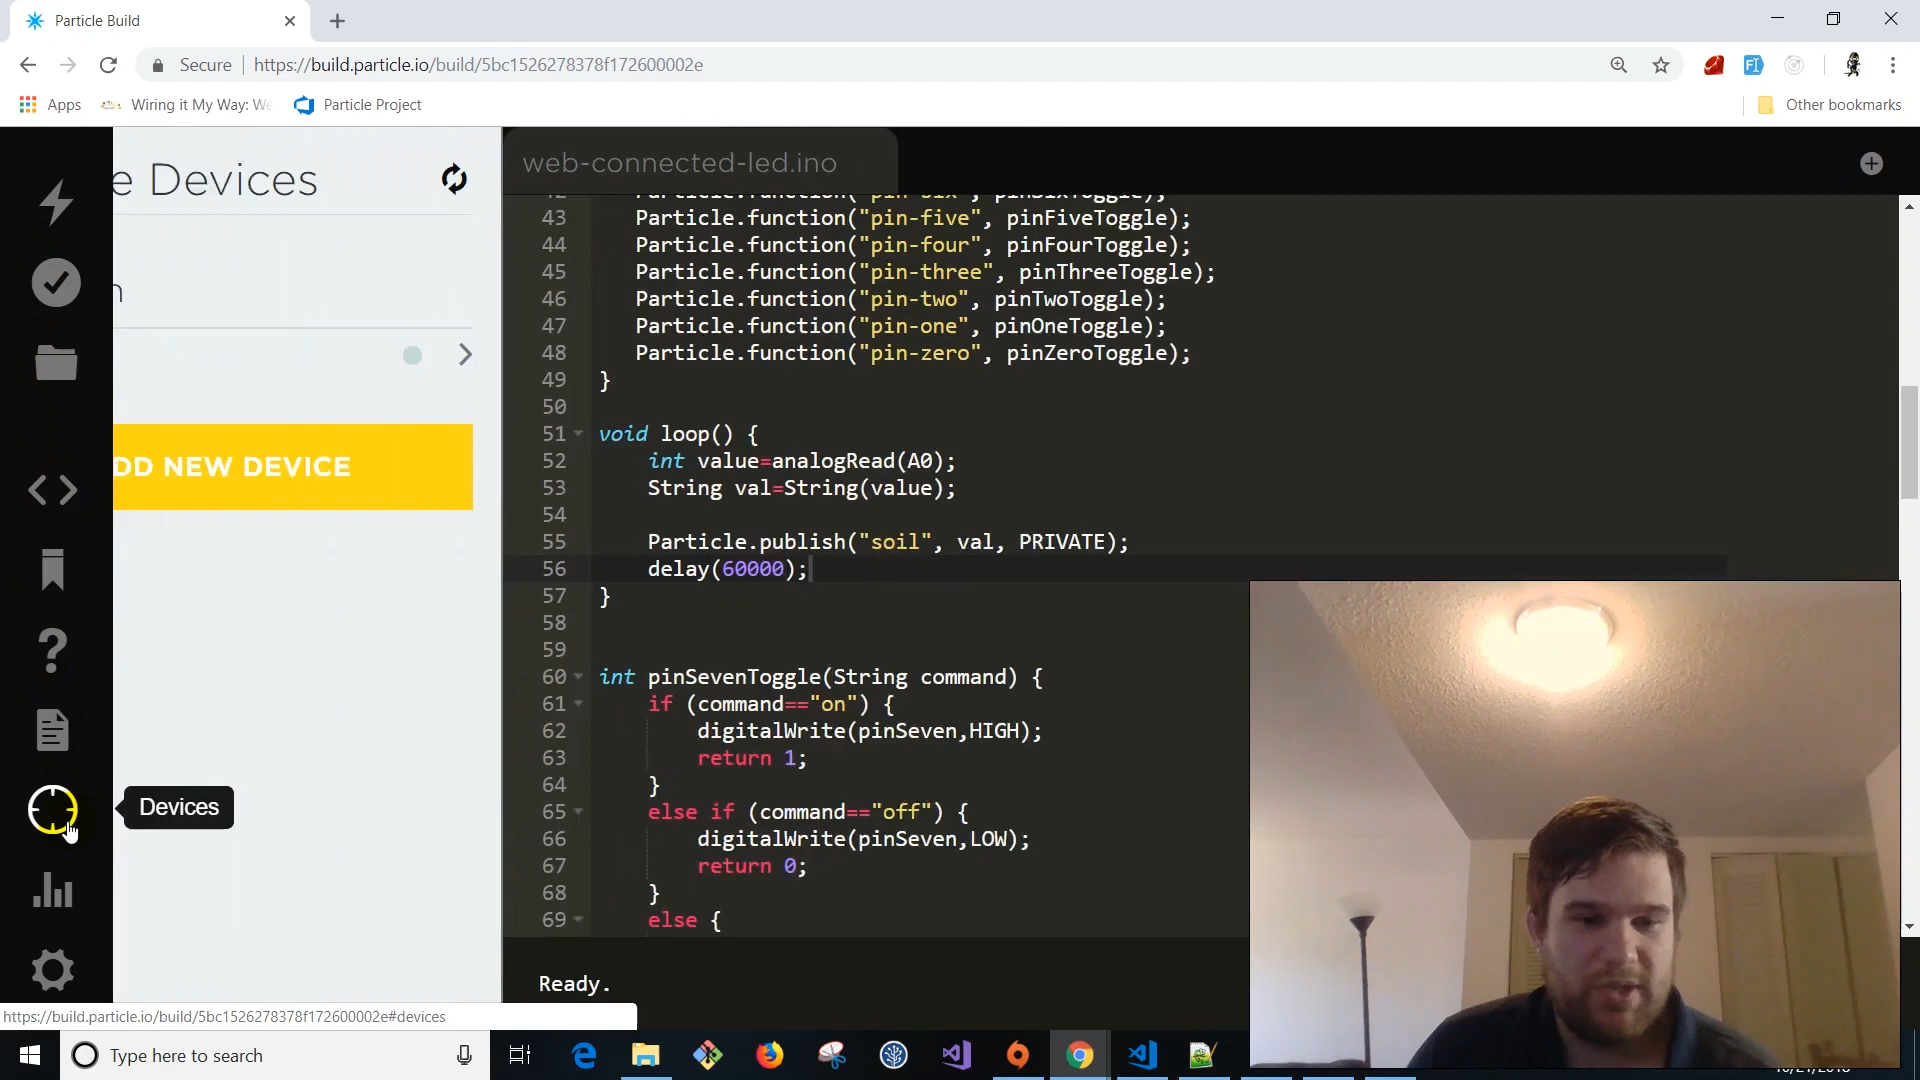 Particle Build
Secure
https://build.particle.io/build/5bc1526278378f172600002e
Apps
Wiring it My Way: We
Particle Project
Other bookmarks
e Devices
n
DD NEW DEVICE
Devices
web-connected-led.ino
43 Particle.function("pin-five", pinFiveToggle);
44 Particle.function("pin-four", pinFourToggle);
45 Particle.function("pin-three", pinThreeToggle);
46 Particle.function("pin-two", pinTwoToggle);
47 Particle.function("pin-one", pinOneToggle);
48 Particle.function("pin-zero", pinZeroToggle);
49 }
50
51 void loop() {
52 int value=analogRead(A0);
53 String val=String(value);
54
55 Particle.publish("soil", val, PRIVATE);
56 delay(60000);
57 }
58
59
60 int pinSevenToggle(String command) {
61 if (command=="on") {
62 digitalWrite(pinSeven,HIGH);
63 return 1;
64 }
65 else if (command=="off") {
66 digitalWrite(pinSeven,LOW);
67 return 0;
68 }
69 else {
Ready.
https://build.particle.io/build/5bc1526278378f172600002e#devices
Type here to search